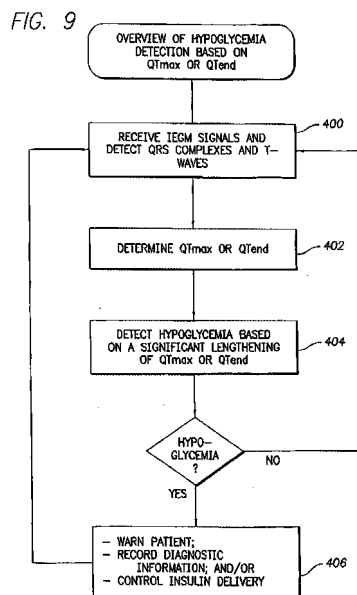 FIG. 9
OVERVIEW OF HYPOGLYCEMIA
DETECTION BASED ON
QTmax OR QTend
400
RECEIVE IEGM SIGNALS AND
DETECT QRS COMPLEXES AND T-
WAVES
402
DETERMINE QTmax OR QTend
404
DETECT HYPOGLYCEMIA BASED
ON A SIGNIFICANT LENGTHENING
OF QTmax OR QTend
HYPO-
GLYCEMIA
?
NO
YES
- WARN PATIENT;
- RECORD DIAGNOSTIC
INFORMATION; AND/OR
- CONTROL INSULIN DELIVERY
406